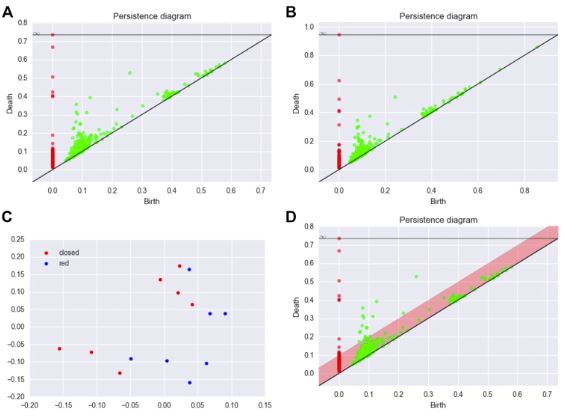 A
Persistence diagram
∞
Death
0.8
0.7
0.6
0.5
0.4
0.3
0.2
0.1
0.0
0.0 0.1 0.2 0.3 0.4 0.5 0.6 0.7
Birth
B
Persistence diagram
∞
Death
1.0
0.8
0.6
0.4
0.2
0.0
0.0 0.2 0.4 0.6 0.8
Birth
C
closed
red
0.25
0.20
0.15
0.10
0.05
0.00
−0.05
−0.10
−0.15
−0.20
−0.20 −0.15 −0.10 −0.05 0.00 0.05 0.10 0.15
D
Persistence diagram
∞
Death
0.8
0.7
0.6
0.5
0.4
0.3
0.2
0.1
0.0
0.0 0.1 0.2 0.3 0.4 0.5 0.6 0.7
Birth